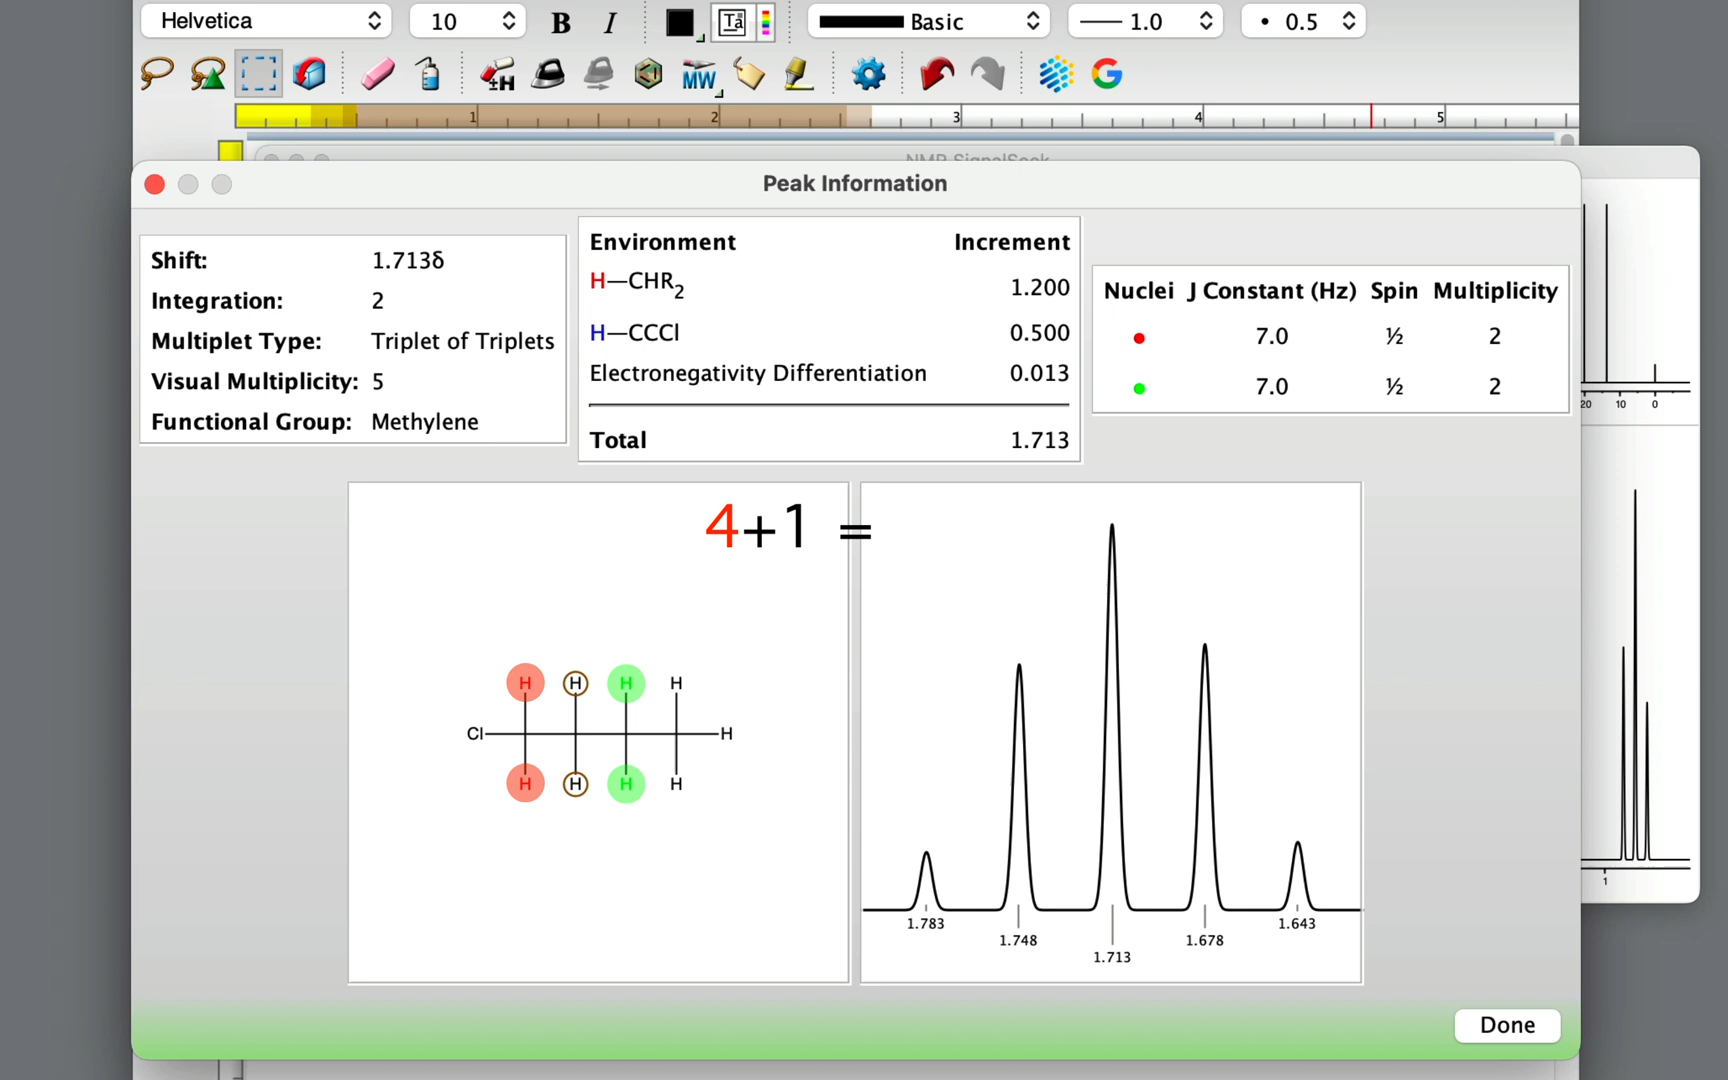 Helvetica 10 B I Ta Basic 1.0 0.5
±H MW G
1 2 3 4 5
Peak Information
Shift: 1.713δ
Integration: 2
Multiplet Type: Triplet of Triplets
Visual Multiplicity: 5
Functional Group: Methylene
Environment Increment
H—CHR2 1.200
H—CCCl 0.500
Electronegativity Differentiation 0.013
Total 1.713
Nuclei J Constant (Hz) Spin Multiplicity
7.0 ½ 2
7.0 ½ 2
20 10 0
4+1 =
H H H H
Cl H
H H H H
1.783 1.748 1.713 1.678 1.643
1
Done